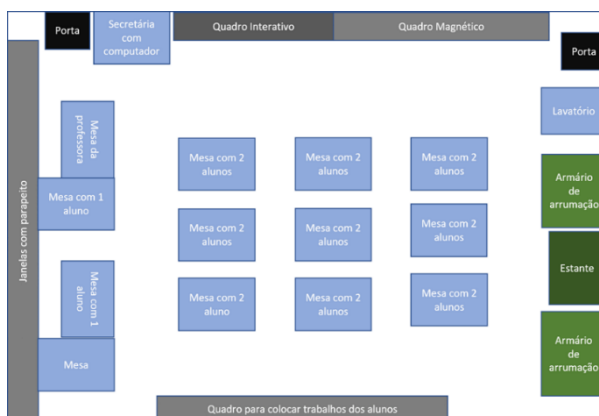 Porta
Secretária
com
computador
Quadro Interativo
Quadro Magnético
Porta
Janelas com parapeito
Mesa da
professora
Mesa com 1
aluno
Mesa com 1
aluno
Mesa
Mesa com 2
alunos
Mesa com 2
alunos
Mesa com 2
alunos
Mesa com 2
alunos
Mesa com 2
alunos
Mesa com 2
alunos
Mesa com 2
aluno
Mesa com 2
alunos
Mesa com 2
alunos
Lavatório
Armário
de
arrumação
Estante
Armário
de
arrumação
Quadro para colocar trabalhos dos alunos